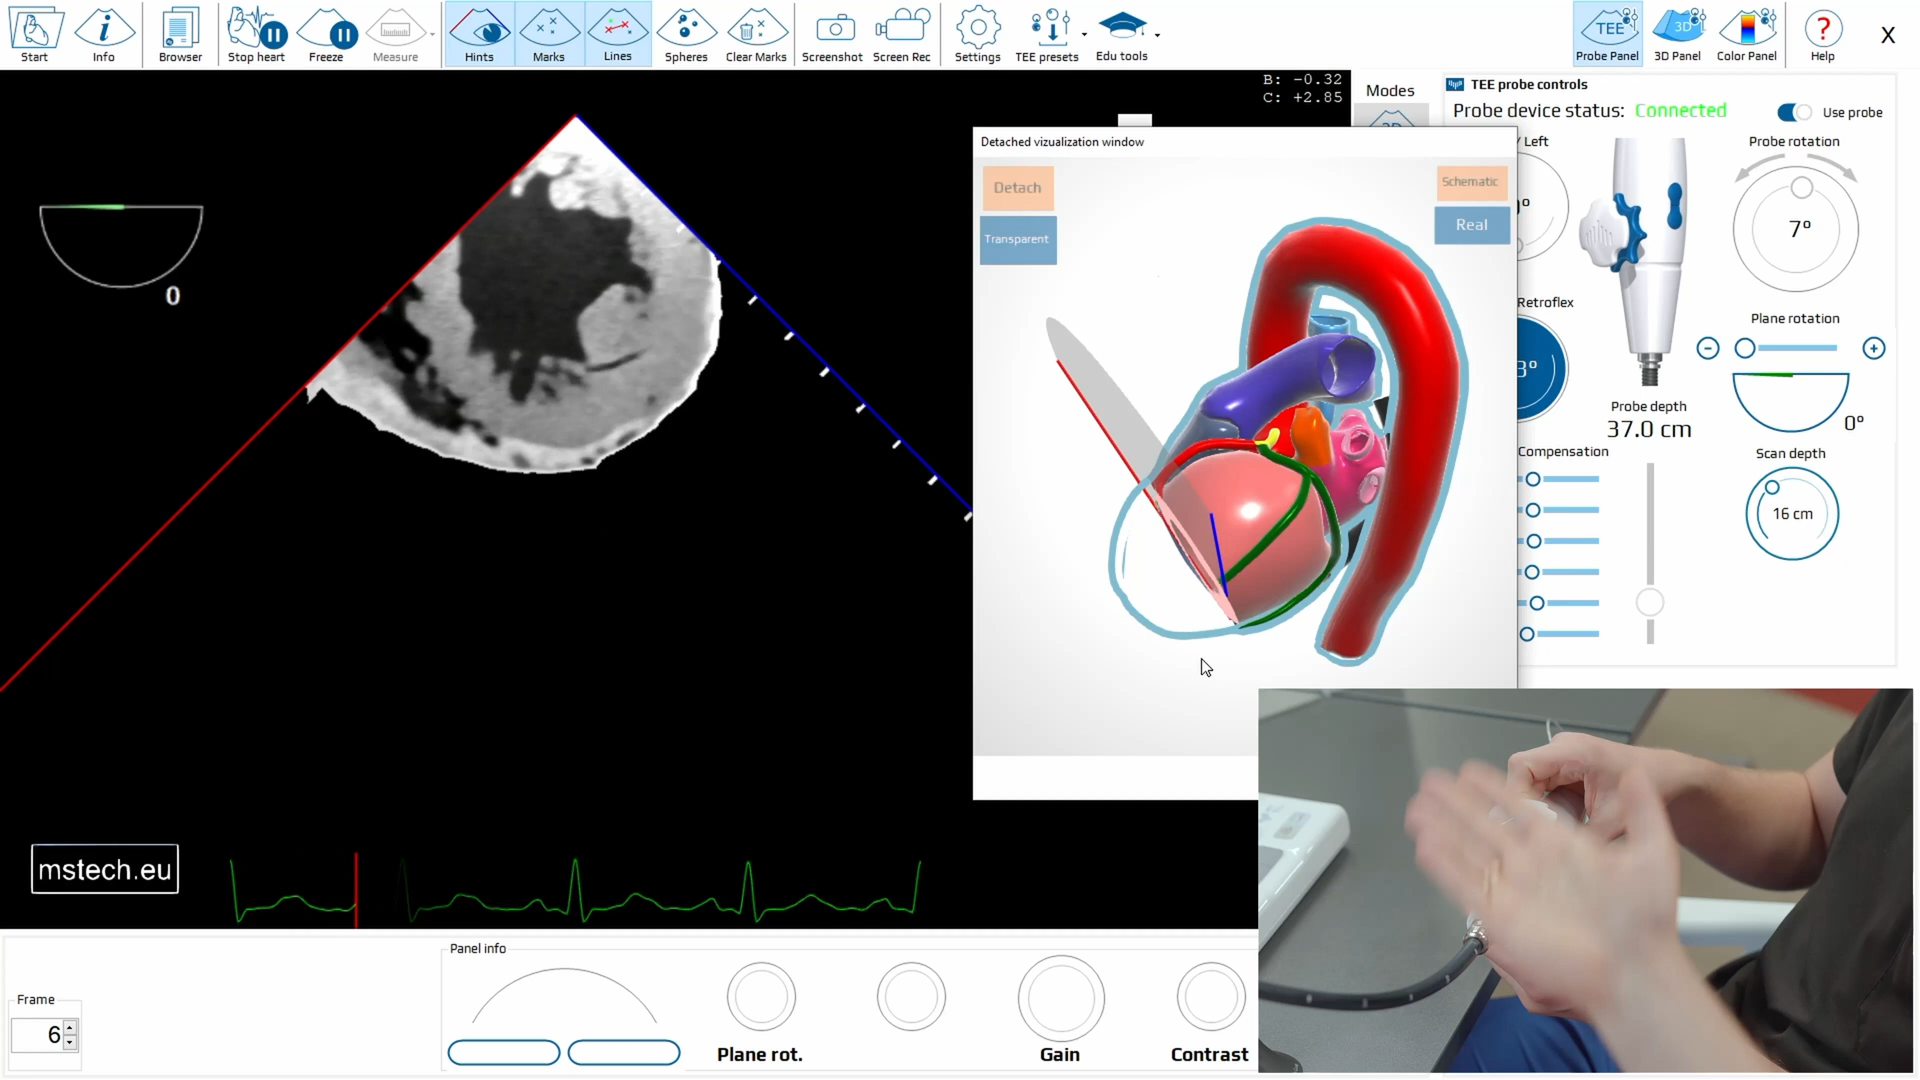 Start
Info
Browser
Stop heart
Freeze
Measure
Hints
Marks
Lines
Spheres
Clear Marks
Screenshot
Screen Rec
Settings
TEE presets
Edu tools
TEE
Probe Panel
3D
3D Panel
Color Panel
?
Help
X
B: -0.32
C: +2.85
Modes
TEE probe controls
Probe device status: Connected
Use probe
Detached vizualization window
Detach
Transparent
Schematic
Real
/ Left
Probe rotation
7°
Retroflex
Plane rotation
0°
Probe depth
37.0 cm
Compensation
Scan depth
16 cm
0
mstech.eu
Frame
6
Panel info
Plane rot.
Gain
Contrast